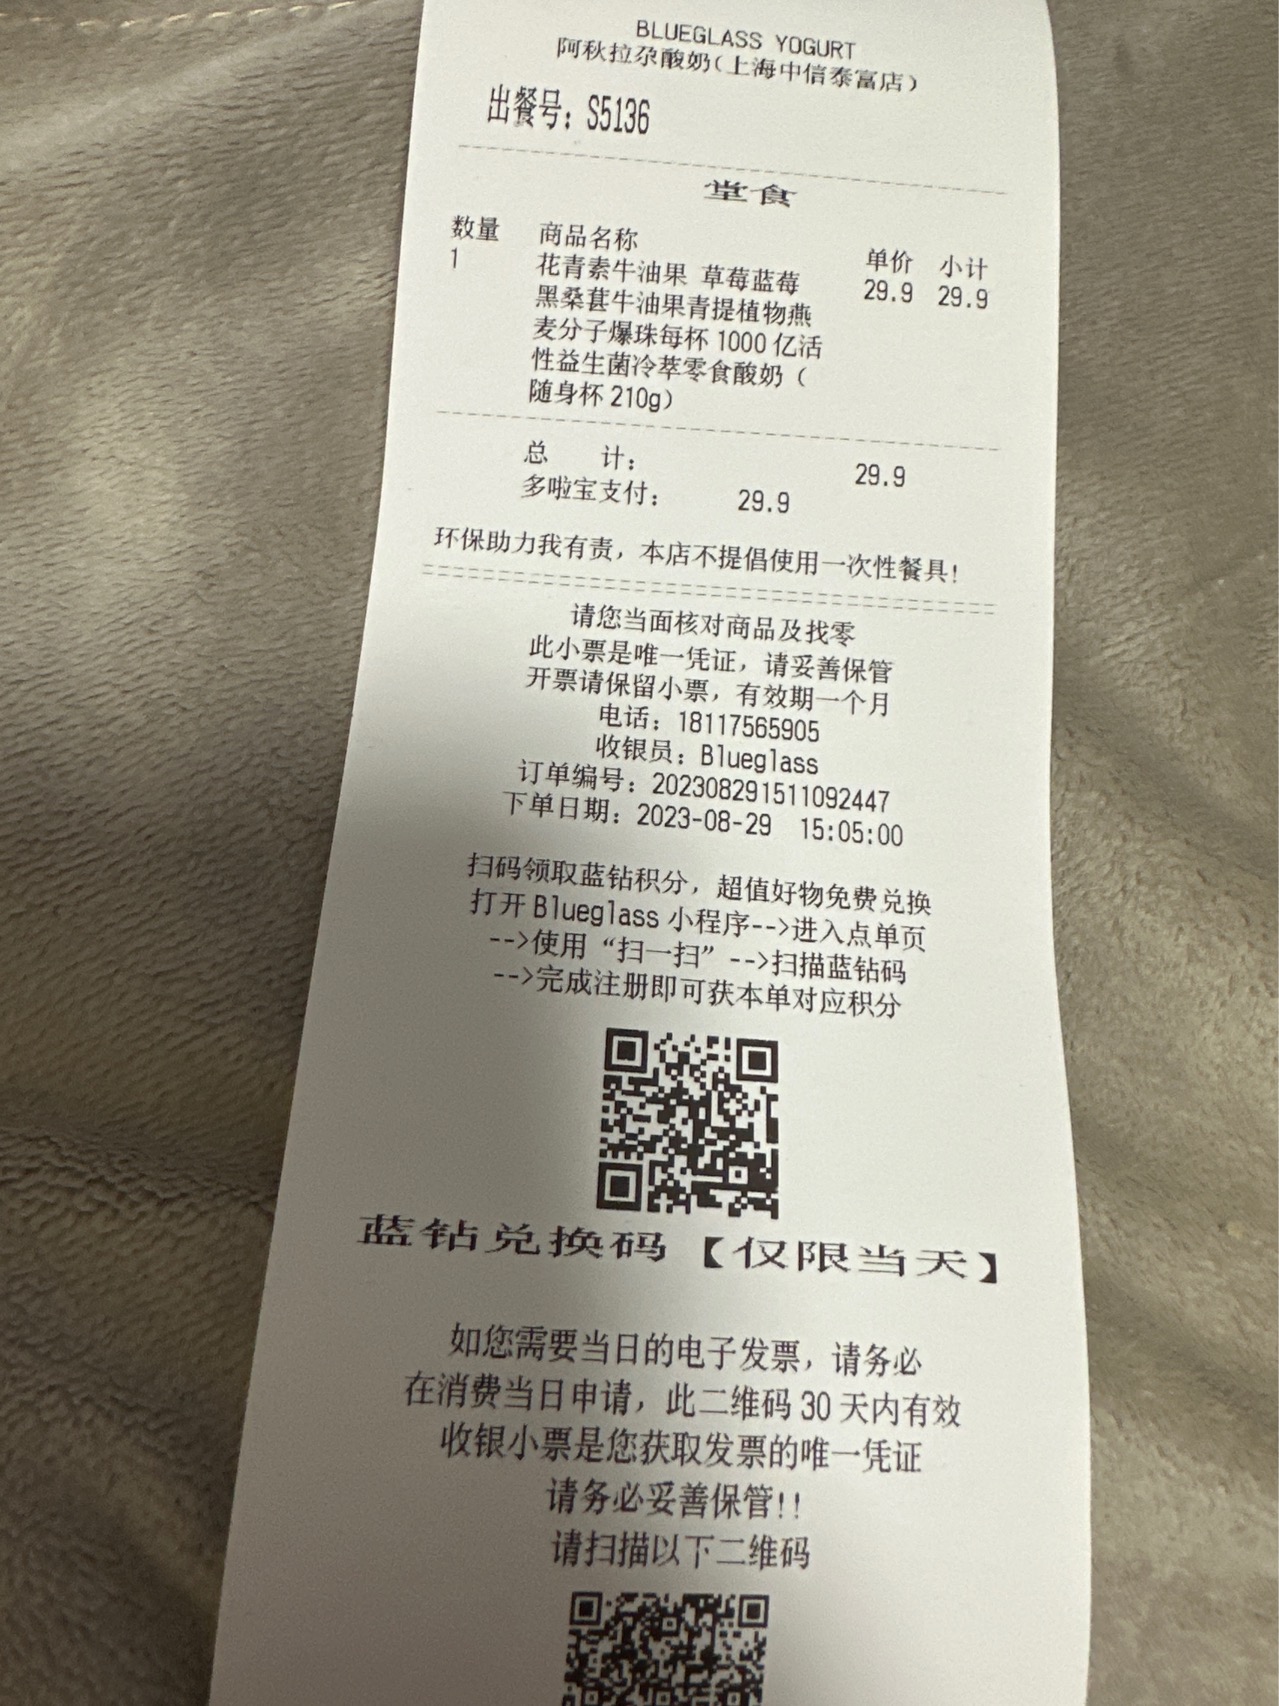 BLUEGLASS YOGURT
阿秋拉尕酸奶(上海中信泰富店)
出餐号: S5136
堂食
数量 商品名称 单价 小计
1 花青素牛油果 草莓蓝莓 29.9 29.9
黑桑葚牛油果青提植物燕
麦分子爆珠每杯 1000 亿活
性益生菌冷萃零食酸奶(
随身杯 210g)
总 计: 29.9
多啦宝支付: 29.9
环保助力我有责,本店不提倡使用一次性餐具!
请您当面核对商品及找零
此小票是唯一凭证,请妥善保管
开票请保留小票,有效期一个月
电话: 18117565905
收银员: Blueglass
订单编号: 202308291511092447
下单日期: 2023-08-29 15:05:00
扫码领取蓝钻积分,超值好物免费兑换
打开 Blueglass 小程序-->进入点单页
-->使用“扫一扫”-->扫描蓝钻码
-->完成注册即可获本单对应积分
蓝钻兑换码【仅限当天】
如您需要当日的电子发票,请务必
在消费当日申请,此二维码 30 天内有效
收银小票是您获取发票的唯一凭证
请务必妥善保管!!
请扫描以下二维码